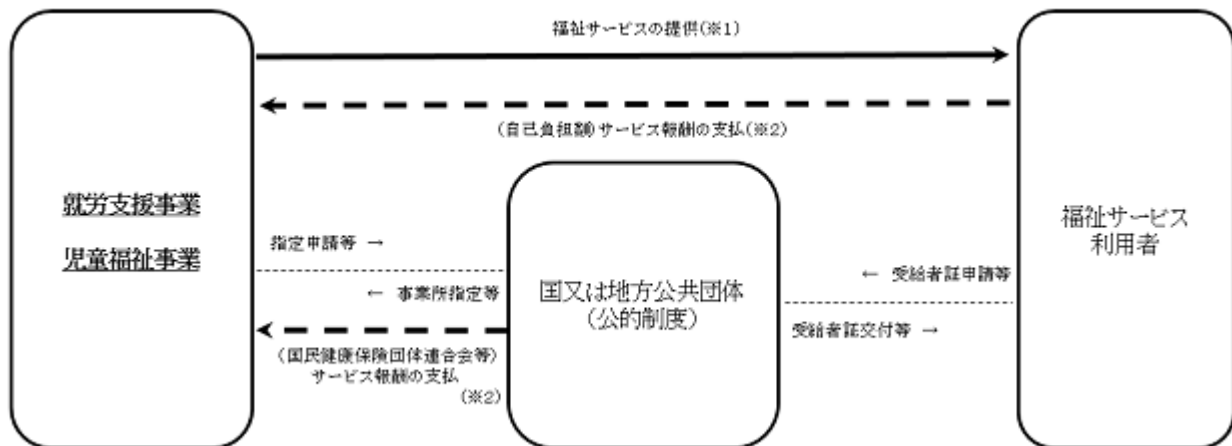 福祉サービスの提供(※1)
(自己負担額)サービス報酬の支払(※2)
就労支援事業
児童福祉事業
指定申請等 →
← 事業所指定等
(国民健康保険団体連合会等)
サービス報酬の支払
(※2)
国又は地方公共団体
(公的制度)
← 受給者証申請等
受給者証交付等 →
福祉サービス
利用者